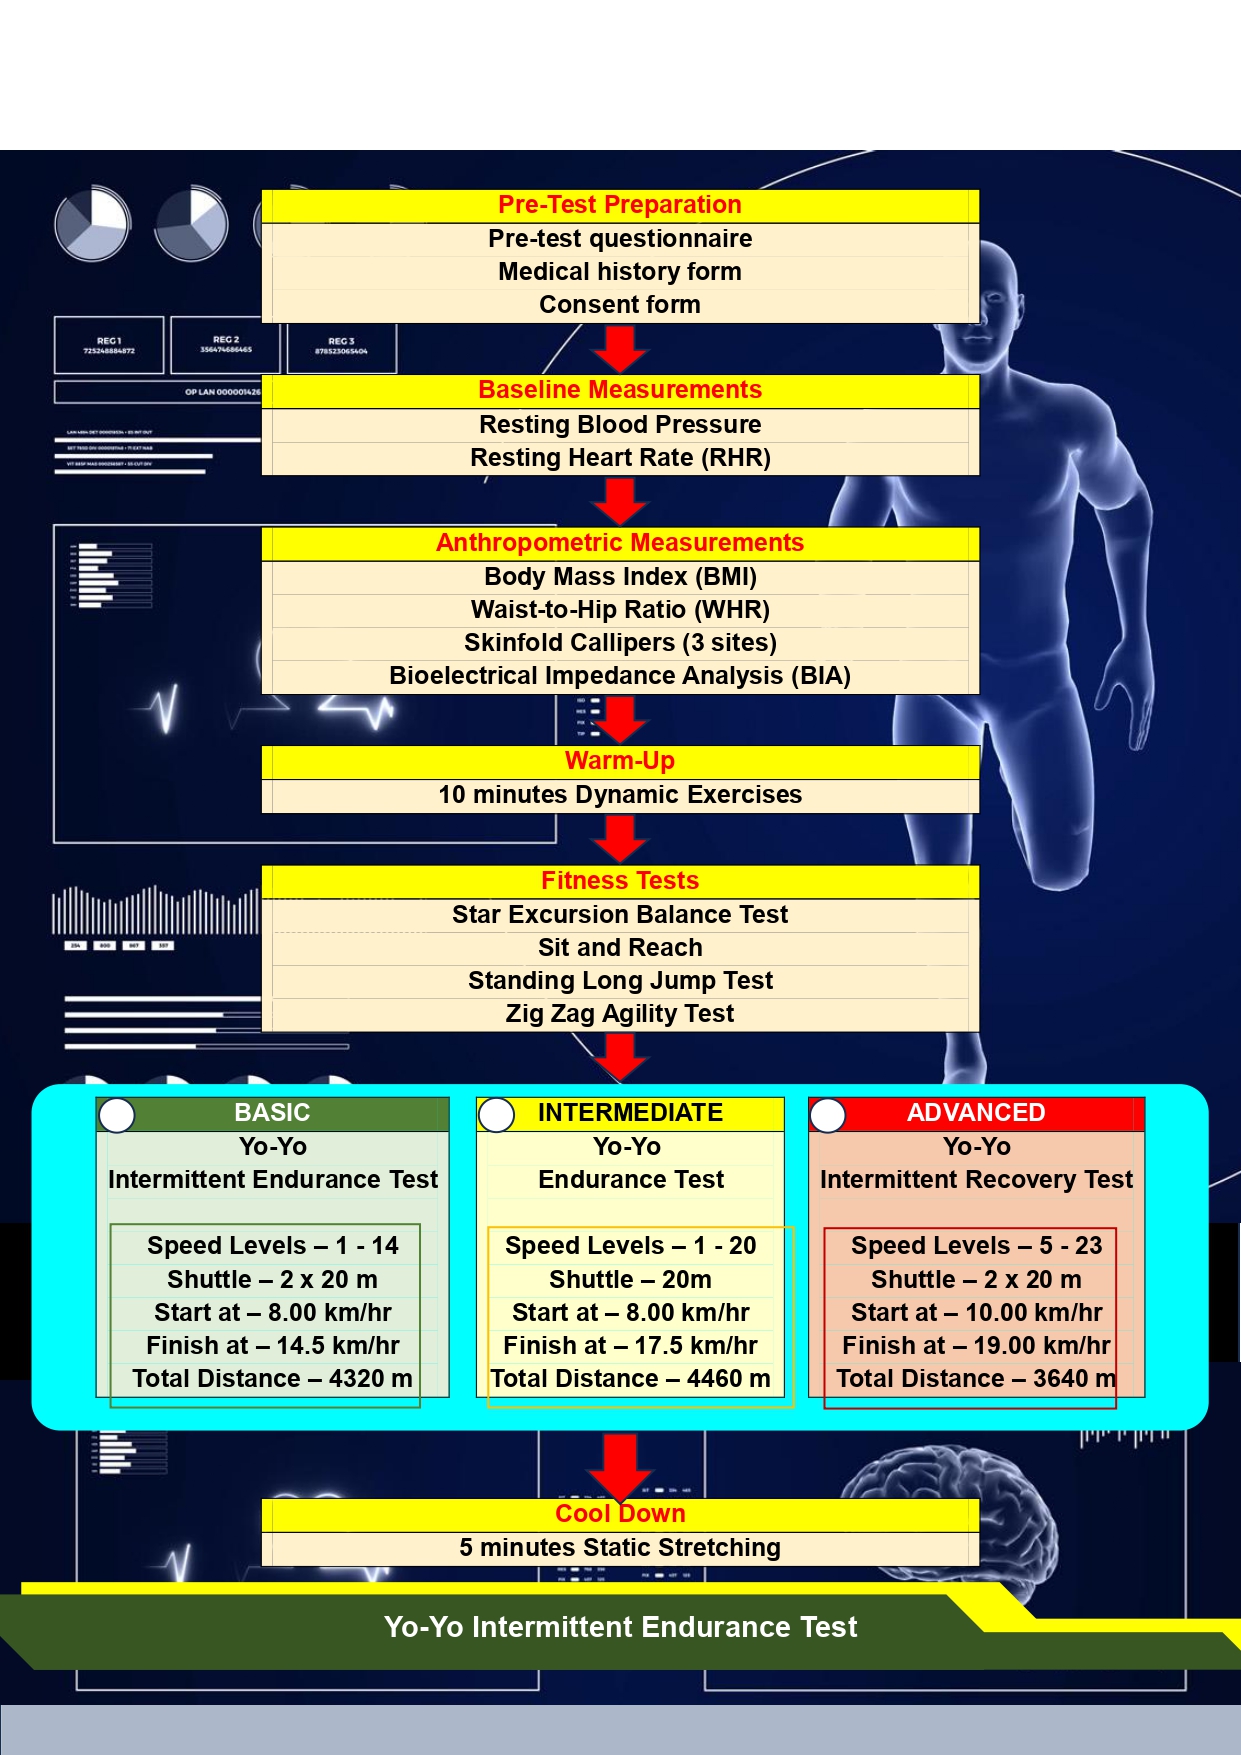 Pre-Test Preparation
Pre-test questionnaire
Medical history form
Consent form
REG 1
725248884872
REG 2
356474686465
REG 3
878523065404
OP LAN 000001426
Baseline Measurements
Resting Blood Pressure
Resting Heart Rate (RHR)
Anthropometric Measurements
Body Mass Index (BMI)
Waist-to-Hip Ratio (WHR)
Skinfold Callipers (3 sites)
Bioelectrical Impedance Analysis (BIA)
Warm-Up
10 minutes Dynamic Exercises
Fitness Tests
Star Excursion Balance Test
Sit and Reach
Standing Long Jump Test
Zig Zag Agility Test
BASIC
Yo-Yo
Intermittent Endurance Test
Speed Levels – 1 - 14
Shuttle – 2 x 20 m
Start at – 8.00 km/hr
Finish at – 14.5 km/hr
Total Distance – 4320 m
INTERMEDIATE
Yo-Yo
Endurance Test
Speed Levels – 1 - 20
Shuttle – 20m
Start at – 8.00 km/hr
Finish at – 17.5 km/hr
Total Distance – 4460 m
ADVANCED
Yo-Yo
Intermittent Recovery Test
Speed Levels – 5 - 23
Shuttle – 2 x 20 m
Start at – 10.00 km/hr
Finish at – 19.00 km/hr
Total Distance – 3640 m
Cool Down
5 minutes Static Stretching
Yo-Yo Intermittent Endurance Test